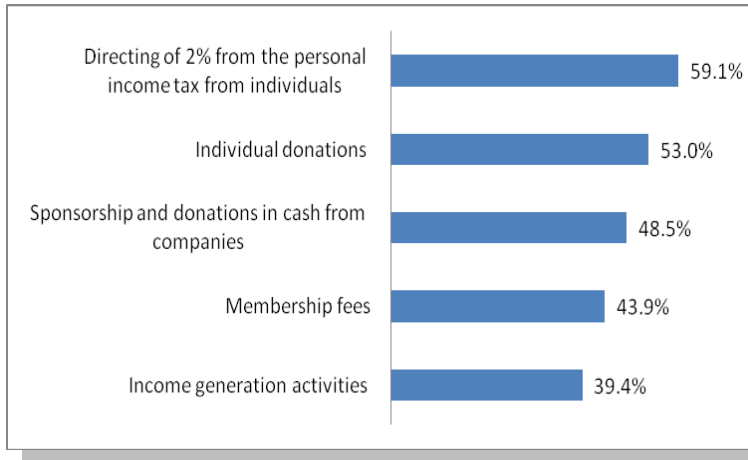 Directing of 2% from the personal
income tax from individuals
59.1%
Individual donations
53.0%
Sponsorship and donations in cash from
companies
48.5%
Membership fees
43.9%
Income generation activities
39.4%